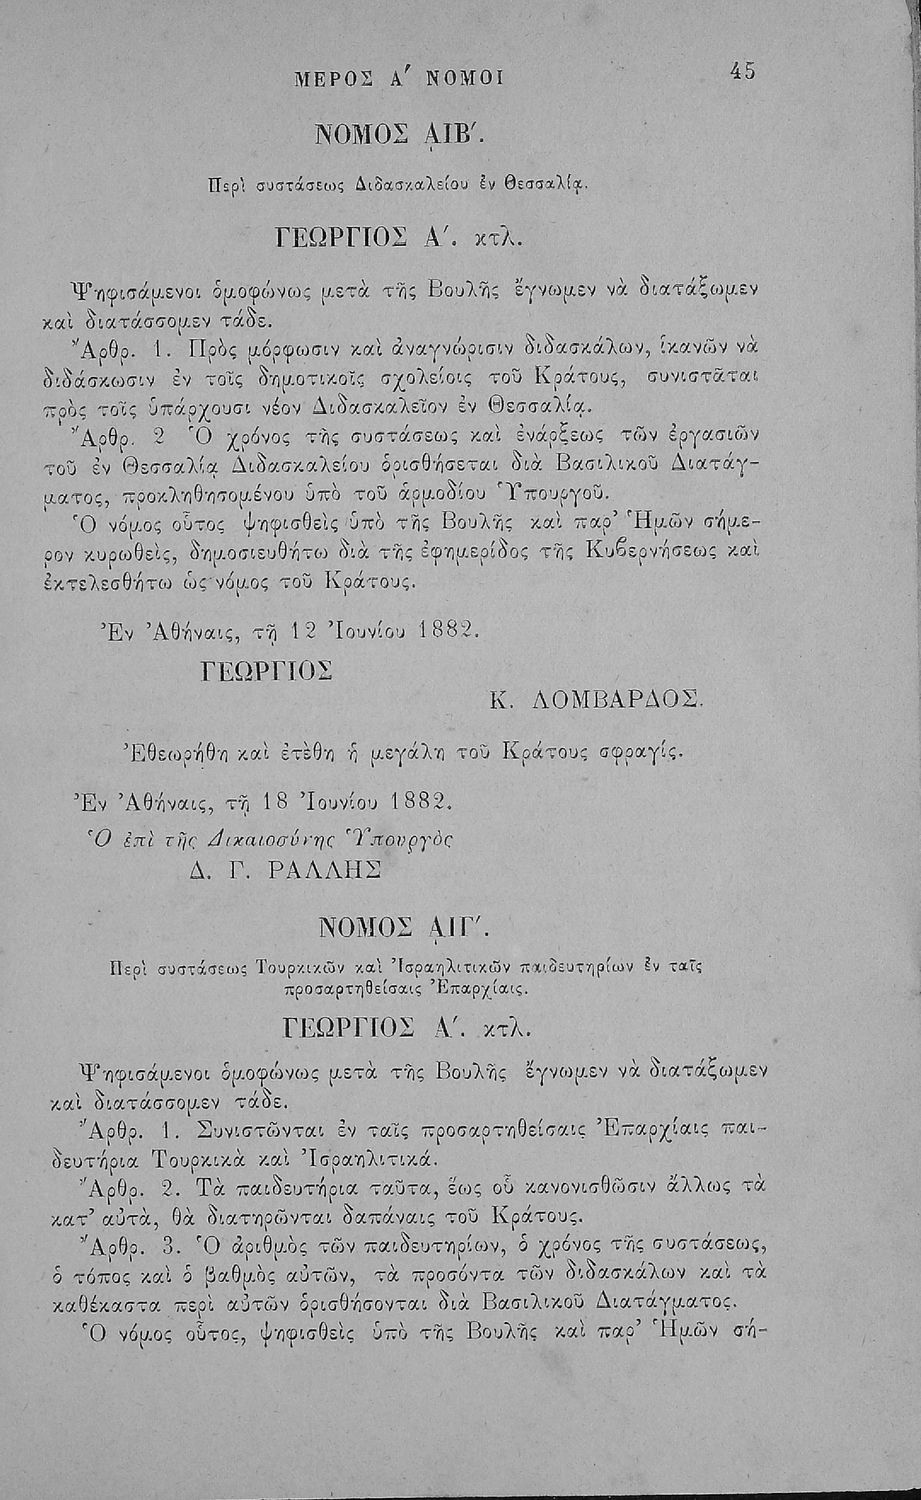 ΜΕΡΟΣ Α′ ΝΟΜΟΙ 45
ΝΟΜΟΣ ͵ΑΙΒ′.
Περὶ συστάσεως Διδασκαλείου ἐν Θεσσαλίᾳ.
ΓΕΩΡΓΙΟΣ Α′. κτλ.
Ψηφισάμενοι ὁμοφώνως μετὰ τῆς Βουλῆς ἔγνωμεν νὰ διατάξωμεν
καὶ διατάσσομεν τάδε.
Ἄρθρ. 1. Πρὸς μόρφωσιν καὶ ἀναγνώρισιν διδασκάλων, ἱκανῶν νὰ
διδάσκωσιν ἐν τοῖς δημοτικοῖς σχολείοις τοῦ Κράτους, συνιστᾶται
πρὸς τοῖς ὑπάρχουσι νέον Διδασκαλεῖον ἐν Θεσσαλίᾳ.
Ἄρθρ. 2 Ὁ χρόνος τῆς συστάσεως καὶ ἐνάρξεως τῶν ἐργασιῶν
τοῦ ἐν Θεσσαλίᾳ Διδασκαλείου ὁρισθήσεται διὰ Βασιλικοῦ Διατάγ-
ματος, προκληθησομένου ὑπὸ τοῦ ἁρμοδίου Ὑπουργοῦ.
Ὁ νόμος οὗτος ψηφισθεὶς ὑπὸ τῆς Βουλῆς καὶ παρ’ Ἡμῶν σήμε-
ρον κυρωθεὶς, δημοσιευθήτω διὰ τῆς ἐφημερίδος τῆς Κυβερνήσεως καὶ
ἐκτελεσθήτω ὡς νόμος τοῦ Κράτους.
Ἐν Ἀθήναις, τῇ 12 Ἰουνίου 1882.
ΓΕΩΡΓΙΟΣ
Κ. ΛΟΜΒΑΡΔΟΣ.
Ἐθεωρήθη καὶ ἐτέθη ἡ μεγάλη τοῦ Κράτους σφραγίς.
Ἐν Ἀθήναις, τῇ 18 Ἰουνίου 1882.
Ὁ ἐπὶ τῆς Δικαιοσύνης Ὑπουργὸς
Δ. Γ. ΡΑΛΛΗΣ
ΝΟΜΟΣ ͵ΑΙΓ′.
Περὶ συστάσεως Τουρκικῶν καὶ Ἰσραηλιτικῶν παιδευτηρίων ἐν ταῖς
προσαρτηθείσαις Ἐπαρχίαις.
ΓΕΩΡΓΙΟΣ Α′. κτλ.
Ψηφισάμενοι ὁμοφώνως μετὰ τῆς Βουλῆς ἔγνωμεν νὰ διατάξωμεν
καὶ διατάσσομεν τάδε.
Ἄρθρ. 1. Συνιστῶνται ἐν ταῖς προσαρτηθείσαις Ἐπαρχίαις παι-
δευτήρια Τουρκικὰ καὶ Ἰσραηλιτικά.
Ἄρθρ. 2. Τὰ παιδευτήρια ταῦτα, ἕως οὗ κανονισθῶσιν ἄλλως τὰ
κατ’ αὐτὰ, θὰ διατηρῶνται δαπάναις τοῦ Κράτους.
Ἄρθρ. 3. Ὁ ἀριθμὸς τῶν παιδευτηρίων, ὁ χρόνος τῆς συστάσεως,
ὁ τόπος καὶ ὁ βαθμὸς αὐτῶν, τὰ προσόντα τῶν διδασκάλων καὶ τὰ
καθέκαστα περὶ αὐτῶν ὁρισθήσονται διὰ Βασιλικοῦ Διατάγματος.
Ὁ νόμος οὗτος, ψηφισθεὶς ὑπὸ τῆς Βουλῆς καὶ παρ’ Ἡμῶν σή-